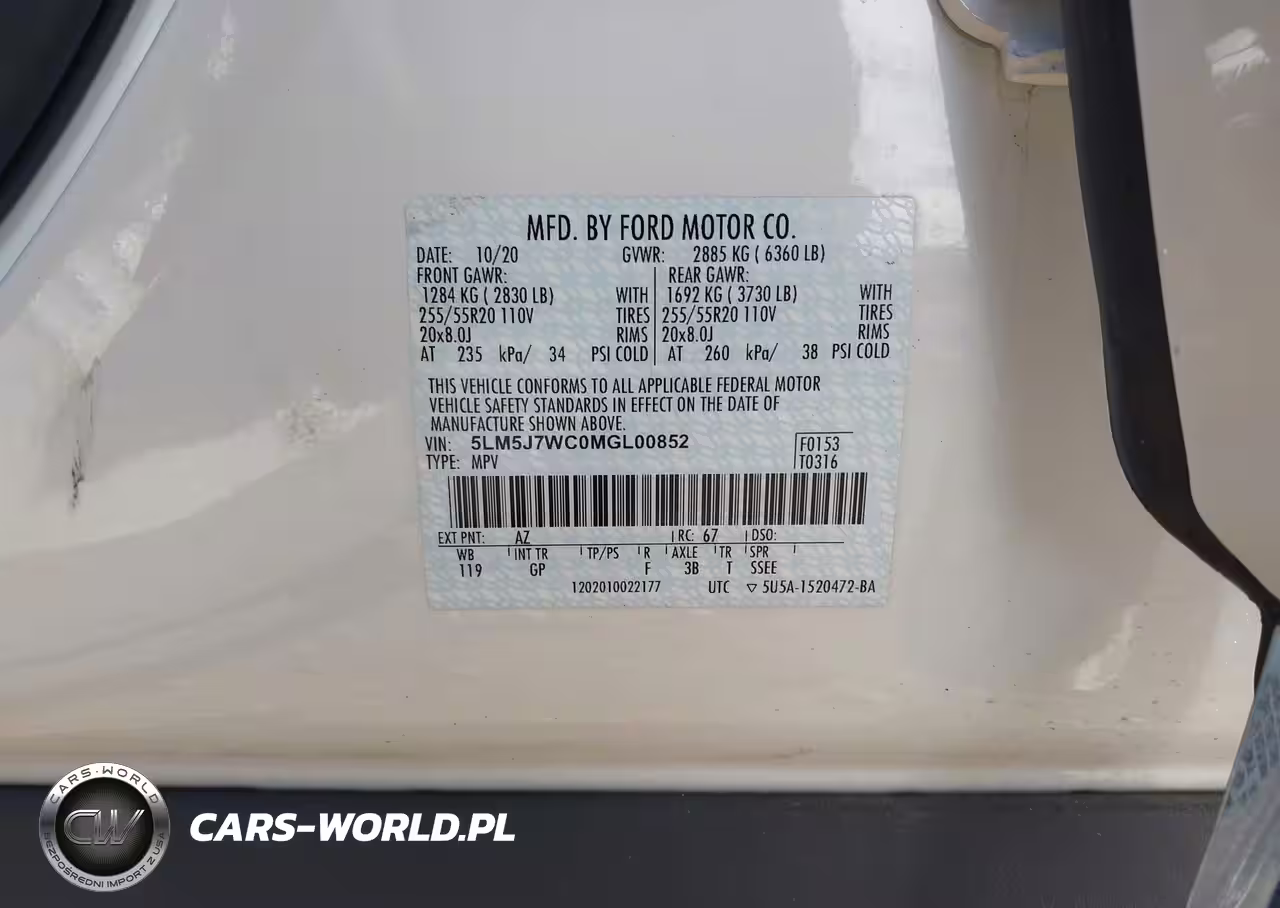 MFD. BY FORD MOTOR CO.
DATE: 10/20 GVWR: 2885 KG ( 6360 LB)
FRONT GAWR: REAR GAWR:
1284 KG ( 2830 LB) WITH 1692 KG ( 3730 LB) WITH
255/55R20 110V TIRES 255/55R20 110V TIRES
20x8.0J RIMS 20x8.0J RIMS
AT 235 kPa/ 34 PSI COLD AT 260 kPa/ 38 PSI COLD
THIS VEHICLE CONFORMS TO ALL APPLICABLE FEDERAL MOTOR
VEHICLE SAFETY STANDARDS IN EFFECT ON THE DATE OF
MANUFACTURE SHOWN ABOVE.
VIN: 5LM5J7WC0MGL00852 F0153
TYPE: MPV T0316
EXT PNT: AZ RC: 67 DSO:
WB INT TR TP/PS R AXLE TR SPR
119 GP F 3B T SSEE
1202010022177 UTC ▽ 5U5A-1520472-BA
CARS-WORLD
CW
BEZPOŚREDNI IMPORT Z USA
CARS-WORLD.PL